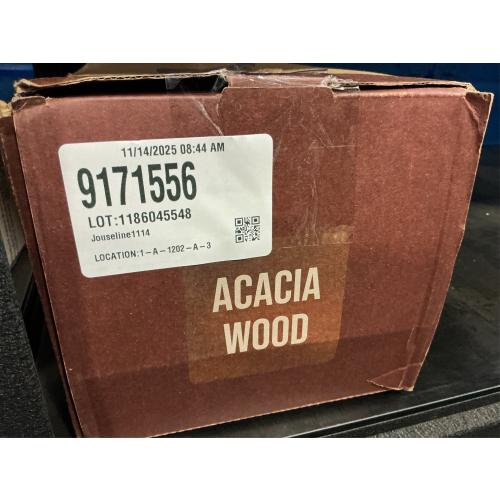 11/14/2025 08:44 AM
9171556
LOT:1186045548
Jouseline1114
LOCATION:1-A-1202-A-3
ACACIA
WOOD